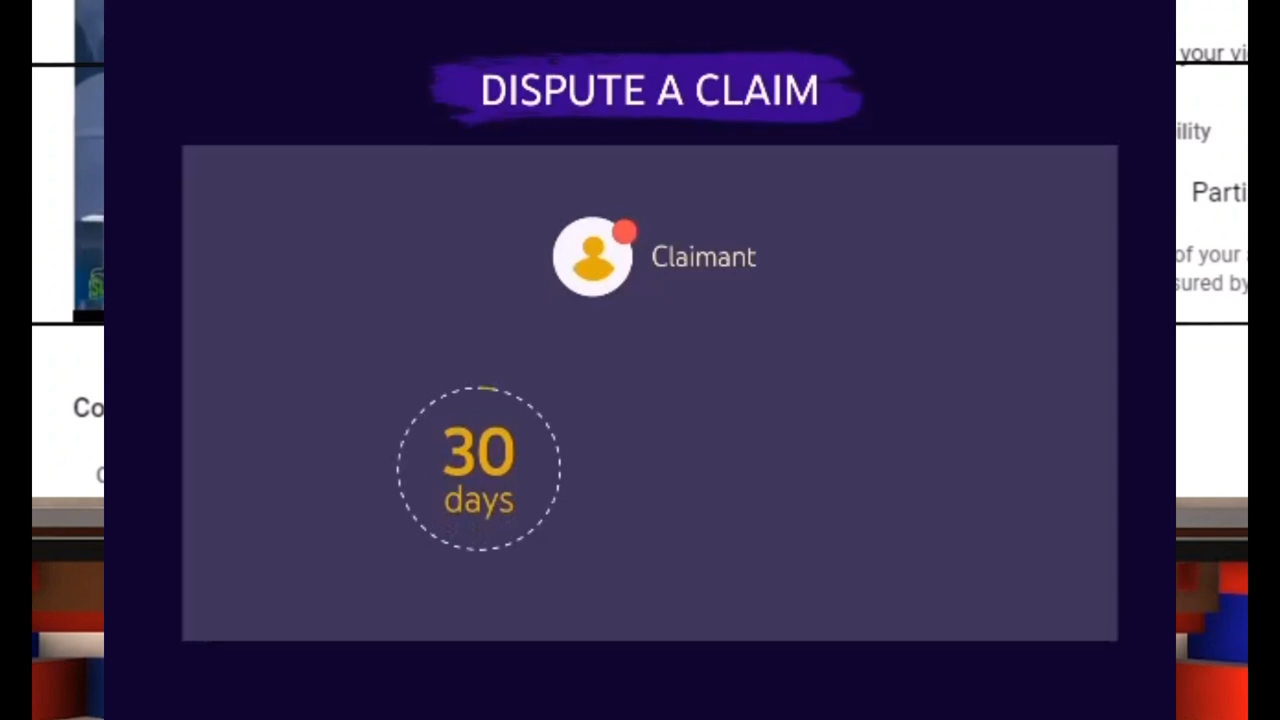 DISPUTE A CLAIM
your vi
ility
Parti
Claimant
of your
sured by
Co
30
days